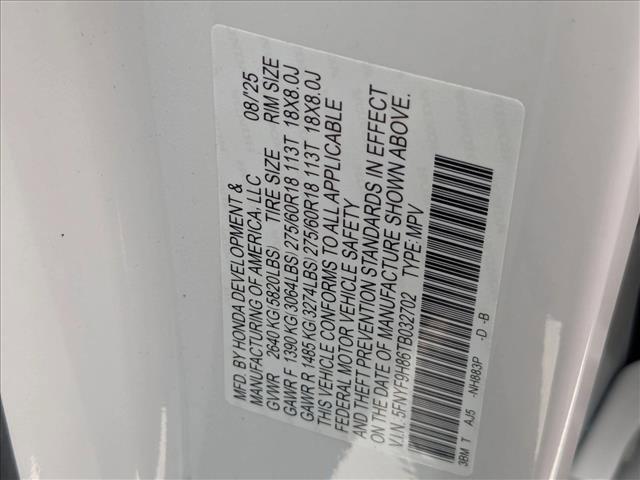 MFD. BY HONDA DEVELOPMENT &
MANUFACTURING OF AMERICA, LLC 08/'25
GVWR 2640 KG(5820LBS) TIRE SIZE RIM SIZE
GAWR F 1390 KG(3064LBS) 275/60R18 113T 18X8.0J
GAWR R 1485 KG(3274LBS) 275/60R18 113T 18X8.0J
THIS VEHICLE CONFORMS TO ALL APPLICABLE
FEDERAL MOTOR VEHICLE SAFETY
AND THEFT PREVENTION STANDARDS IN EFFECT
ON THE DATE OF MANUFACTURE SHOWN ABOVE.
V.I.N. 5FNYF9H86TB032702 TYPE: MPV
3BM T AJ5 -NH883P -D -B